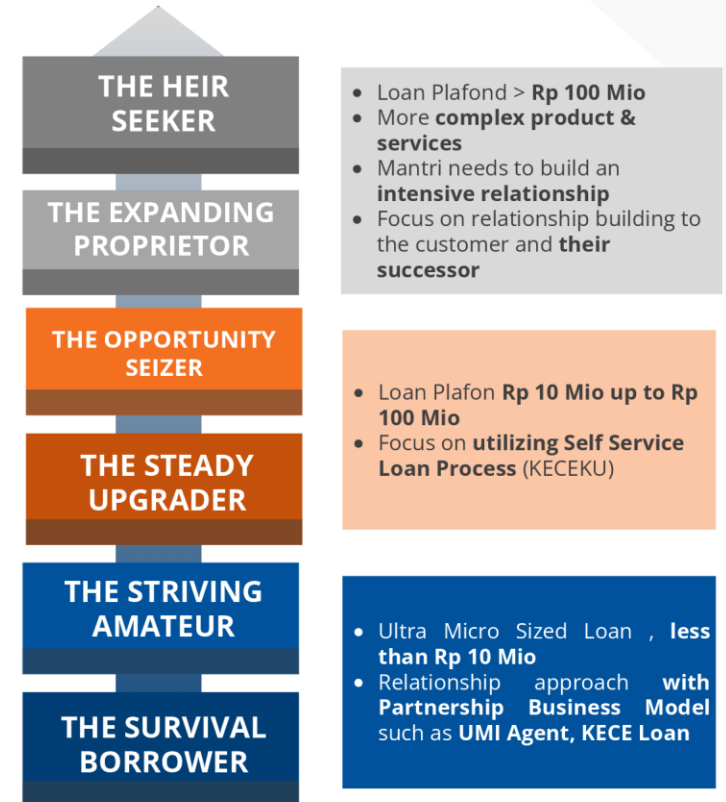 THE HEIR
SEEKER
• Loan Plafond > Rp 100 Mio
• More complex product &
services
• Mantri needs to build an
intensive relationship
• Focus on relationship building to
the customer and their
successor
THE EXPANDING
PROPRIETOR
THE OPPORTUNITY
SEIZER
• Loan Plafon Rp 10 Mio up to Rp
100 Mio
• Focus on utilizing Self Service
Loan Process (KECEKU)
THE STEADY
UPGRADER
THE STRIVING
AMATEUR
• Ultra Micro Sized Loan , less
than Rp 10 Mio
• Relationship approach with
Partnership Business Model
such as UMI Agent, KECE Loan
THE SURVIVAL
BORROWER